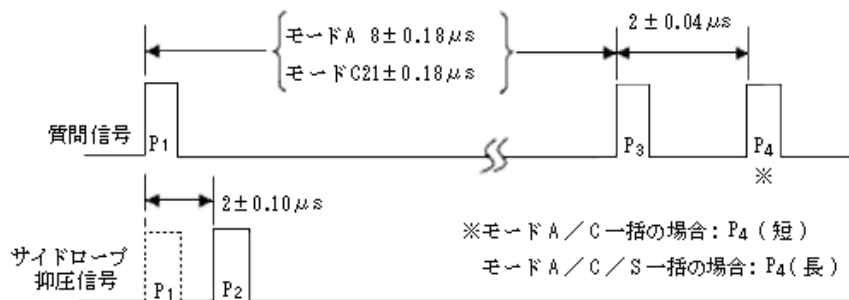 モードA 8±0.18μs
モードC21±0.18μs
2±0.04μs
質問信号
P1
P3
P4
※
2±0.10μs
サイドローブ
抑圧信号
P1
P2
※モードA/C一括の場合：P4(短)
モードA/C/S一括の場合：P4(長)